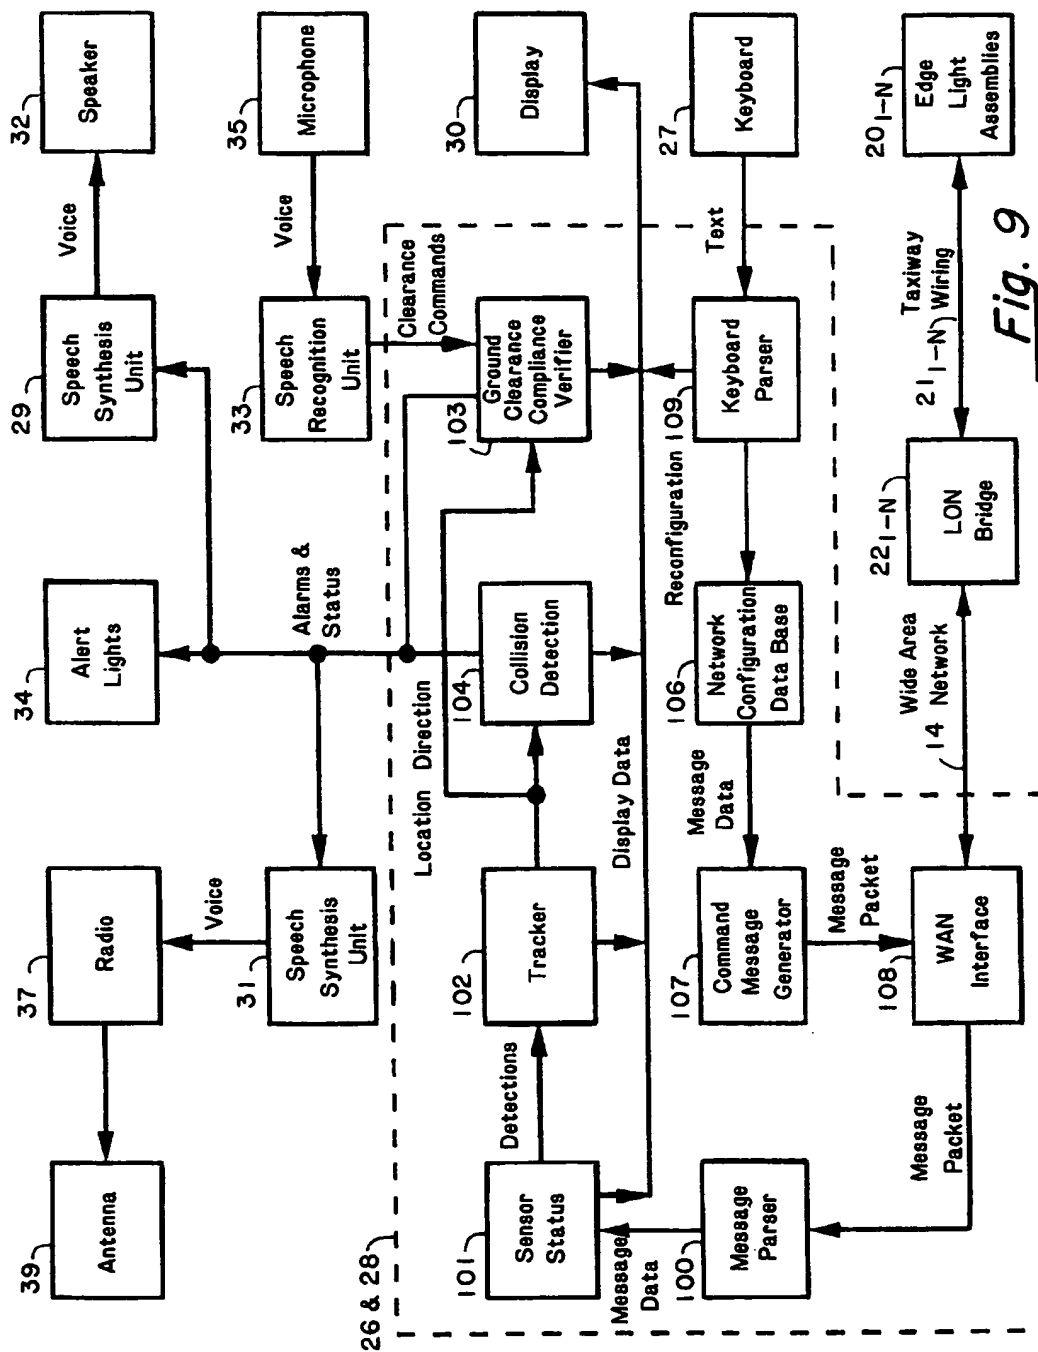 39
Antenna
37
Radio
34
Alert
Lights
29
Speech
Synthesis
Unit
Voice
32
Speaker
31
Speech
Synthesis
Unit
Voice
Alarms &
Status
33
Speech
Recognition
Unit
Voice
35
Microphone
26 & 28
Location
Direction
Clearance
Commands
101
Sensor
Status
Detections
102
Tracker
104
Collision
Detection
103
Ground
Clearance
Compliance
Verifier
30
Display
Message
Data
Display Data
100
Message
Parser
107
Command
Message
Generator
Message
Data
106
Network
Configuration
Data Base
Reconfiguration
109
Keyboard
Parser
Text
27
Keyboard
Message
Packet
Message
Packet
108
WAN
Interface
Wide Area
14 Network
22 1-N
LON
Bridge
Taxiway
21 1-N Wiring
20 1-N
Edge
Light
Assemblies
Fig. 9